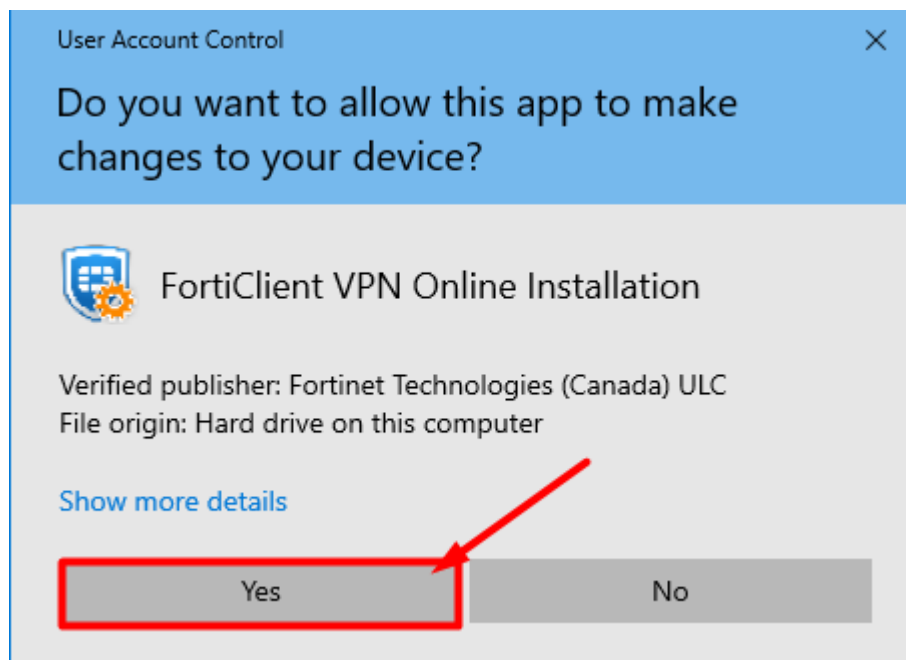 User Account Control
Do you want to allow this app to make
changes to your device?
FortiClient VPN Online Installation
Verified publisher: Fortinet Technologies (Canada) ULC
File origin: Hard drive on this computer
Show more details
Yes
No